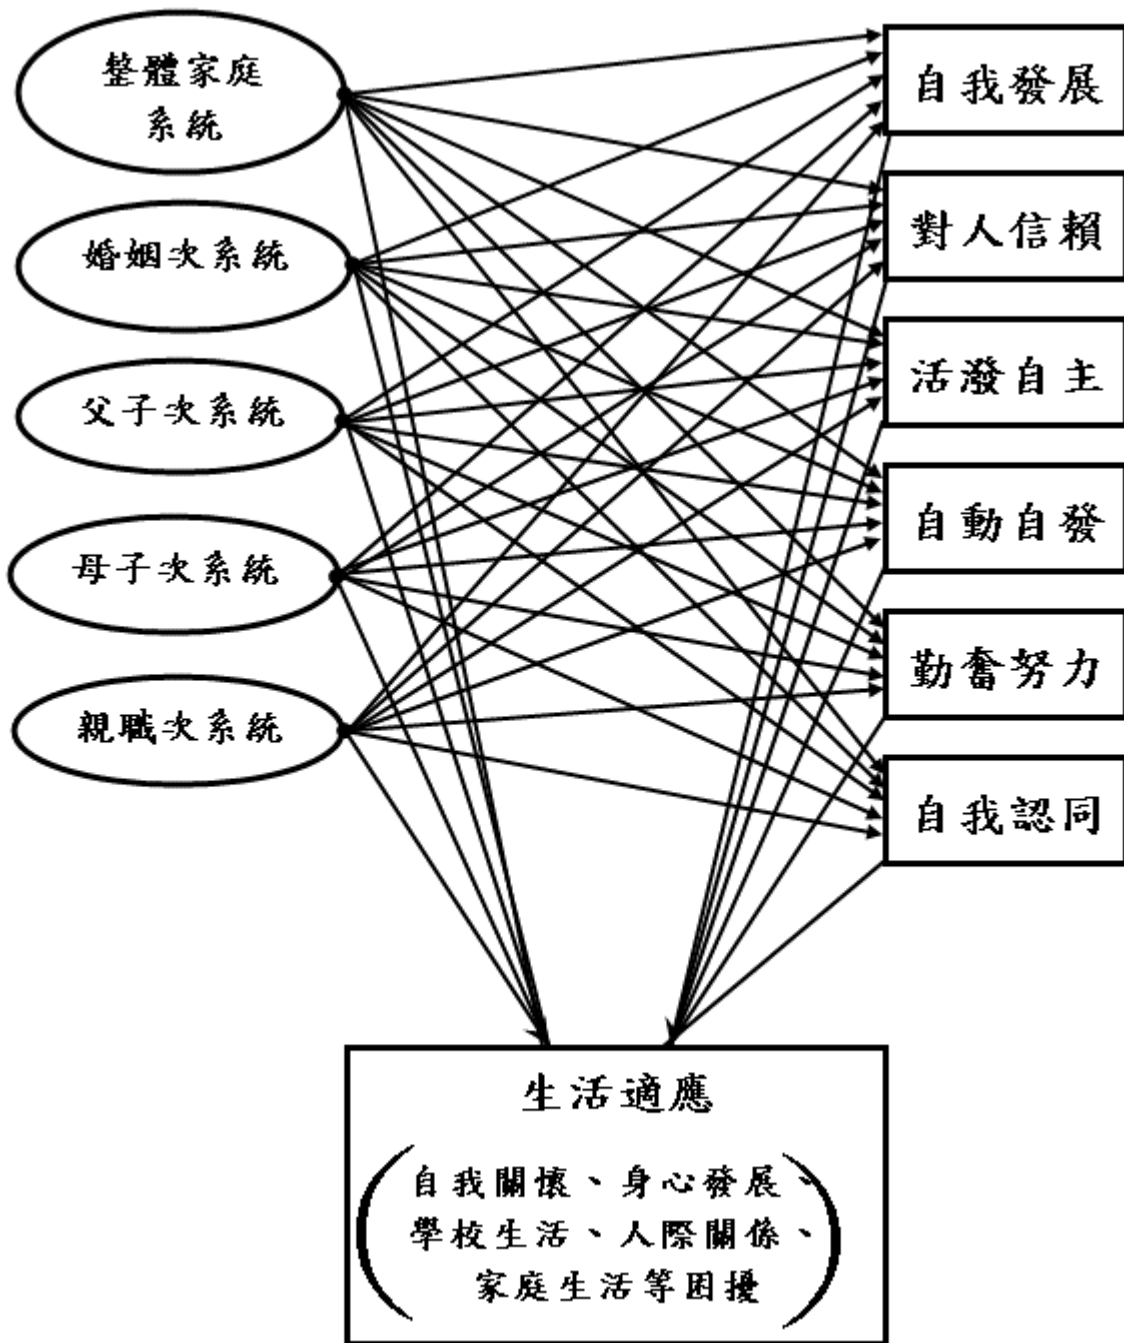 整體家庭
系統
婚姻次系統
父子次系統
母子次系統
親職次系統
自我發展
對人信賴
活潑自主
自動自發
勤奮努力
自我認同
生活適應
自我關懷、身心發展、
學校生活、人際關係、
家庭生活等困擾